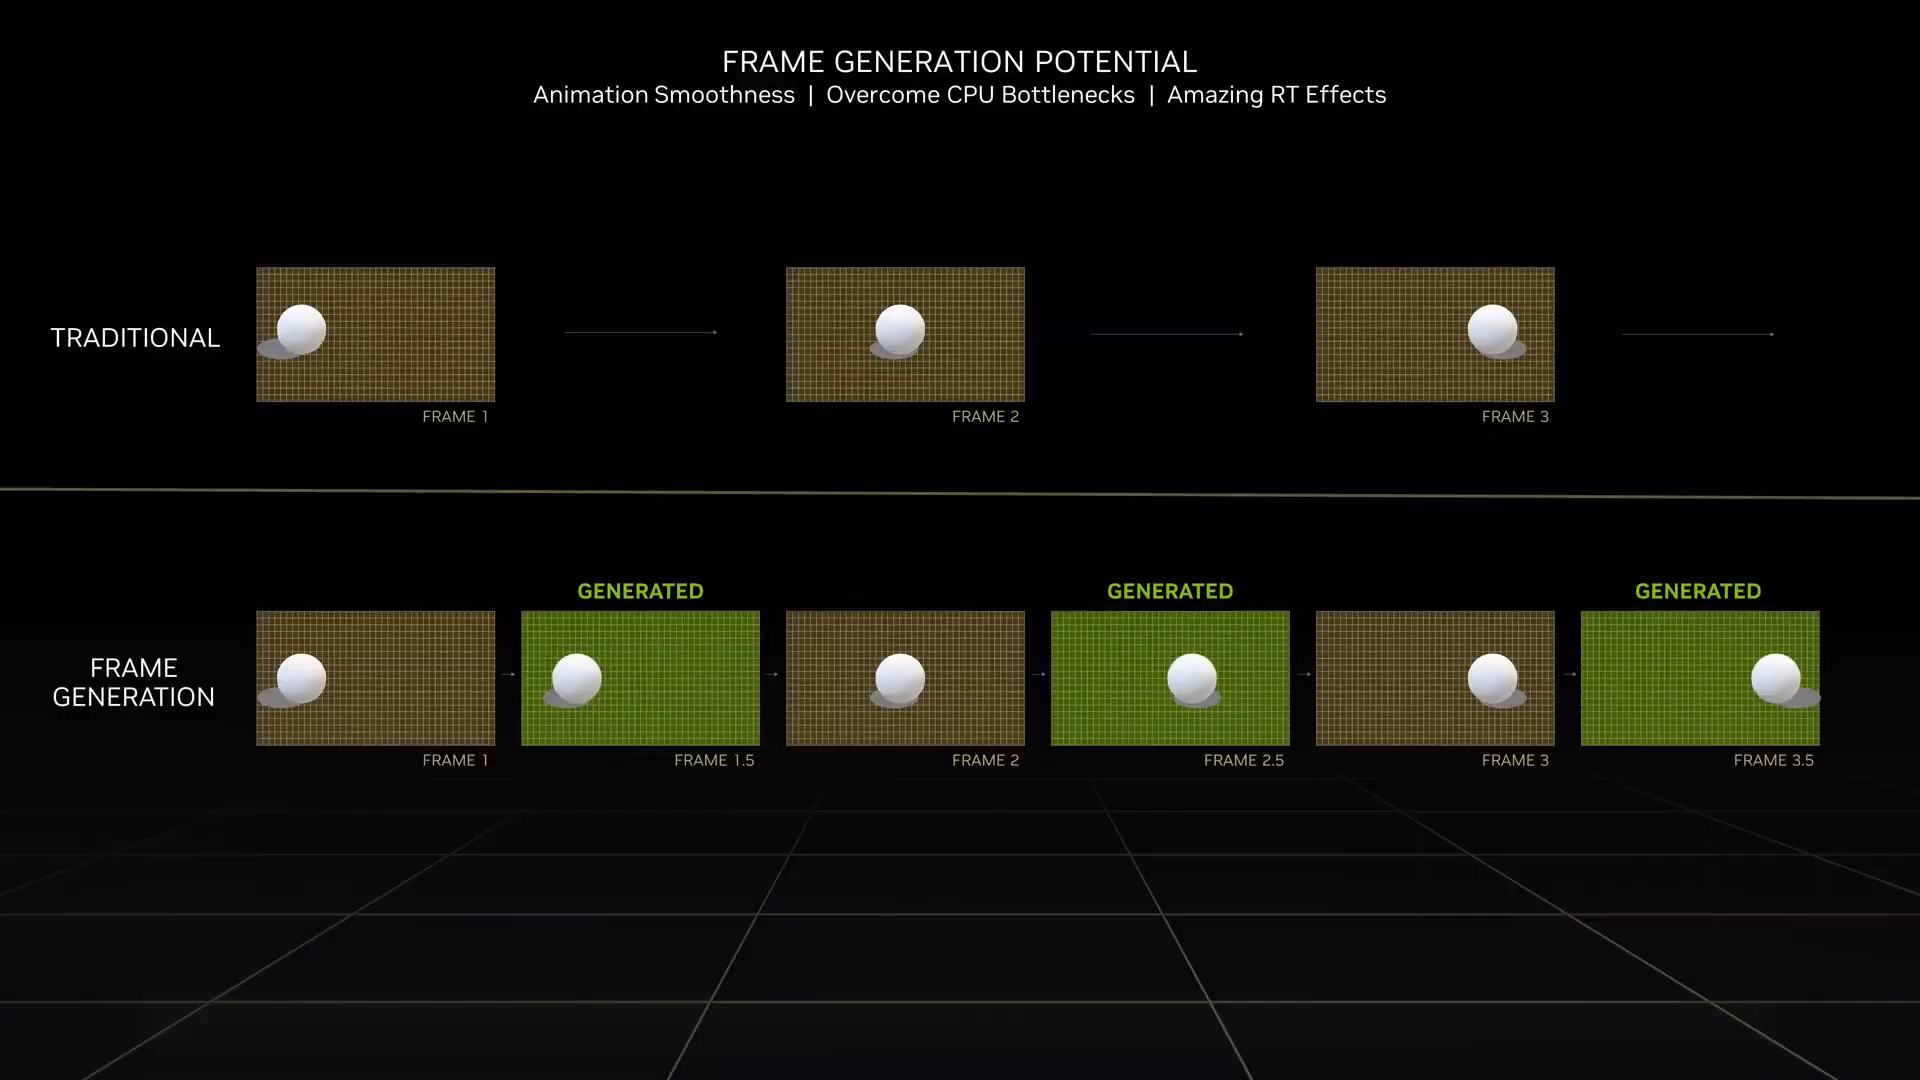 FRAME GENERATION POTENTIAL
Animation Smoothness | Overcome CPU Bottlenecks | Amazing RT Effects
TRADITIONAL
FRAME 1
FRAME 2
FRAME 3
GENERATED
GENERATED
GENERATED
FRAME
GENERATION
FRAME 1
FRAME 1.5
FRAME 2
FRAME 2.5
FRAME 3
FRAME 3.5